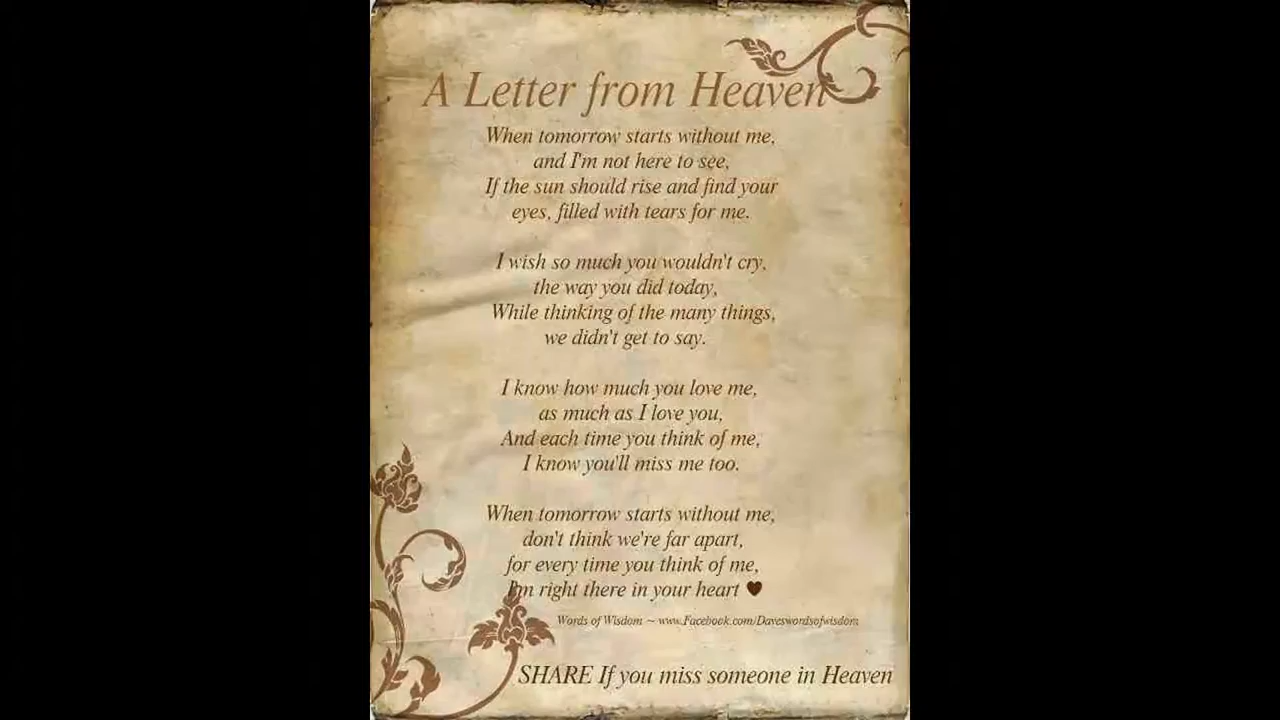 A Letter from Heaven
When tomorrow starts without me,
and I'm not here to see,
If the sun should rise and find your
eyes, filled with tears for me.
I wish so much you wouldn't cry,
the way you did today,
While thinking of the many things,
we didn't get to say.
I know how much you love me,
as much as I love you,
And each time you think of me,
I know you'll miss me too.
When tomorrow starts without me,
don't think we're far apart,
for every time you think of me,
I'm right there in your heart ♥
Words of Wisdom ~ www.Facebook.com/Daveswordsofwisdom
SHARE If you miss someone in Heaven